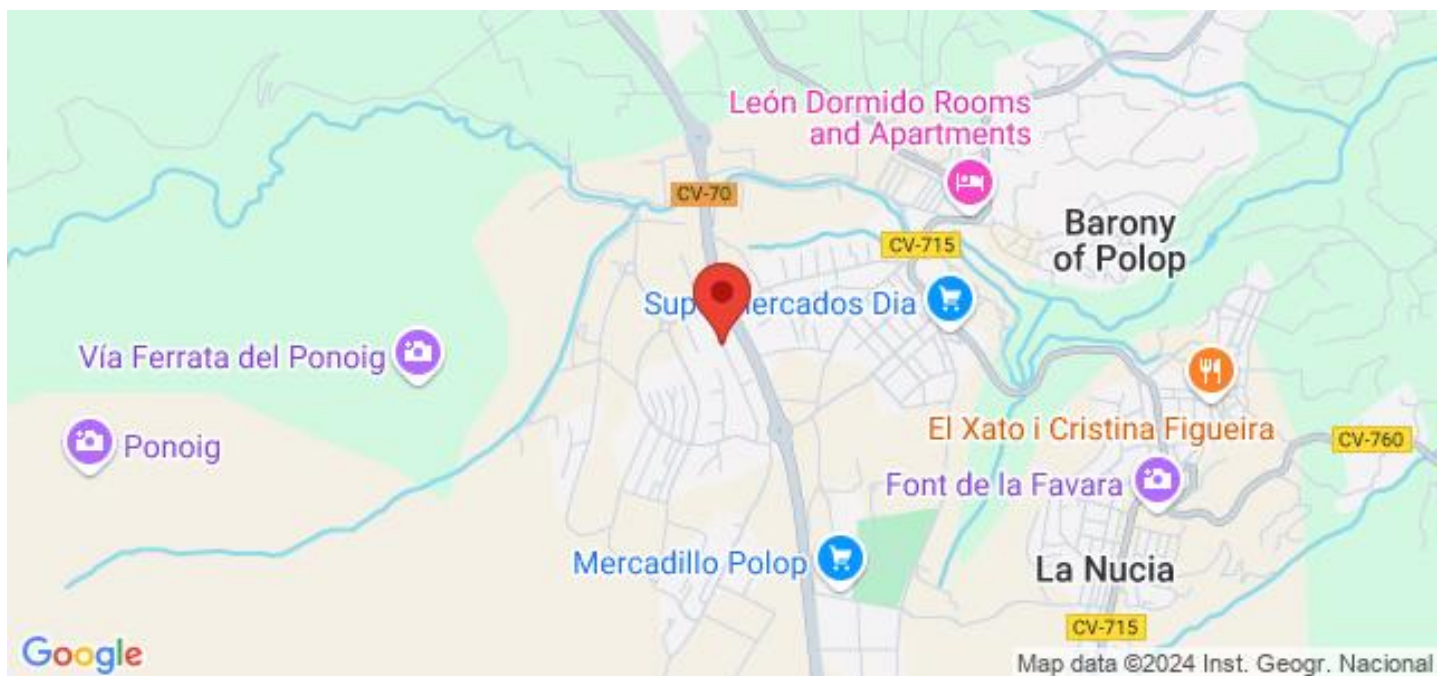 León Dormido Rooms
and Apartments
CV-70
Barony
of Polop
CV-715
Supermercados Dia
Vía Ferrata del Ponoig
Ponoig
El Xato i Cristina Figueira
CV-760
Font de la Favara
Mercadillo Polop
La Nucia
CV-715
Google
Map data ©2024 Inst. Geogr. Nacional